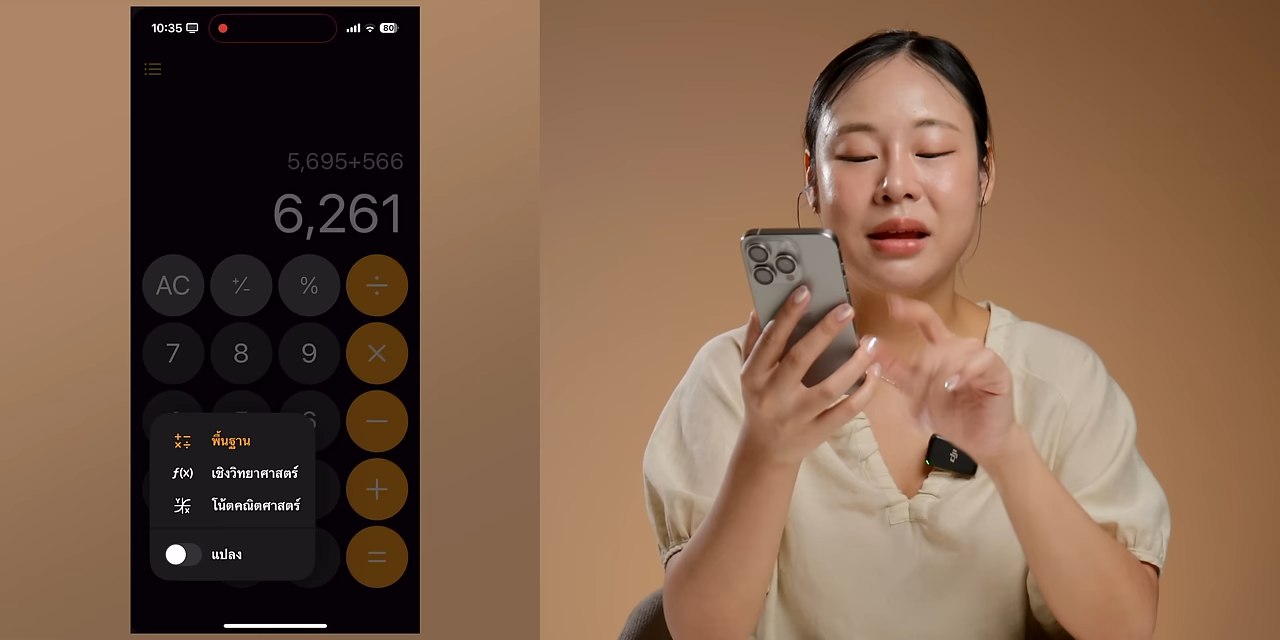 10:35
80
5,695+566
6,261
AC
+/−
%
÷
7
8
9
×
6
−
พื้นฐาน
f(x) เชิงวิทยาศาสตร์
โน้ตคณิตศาสตร์
+
แปลง
=
dji